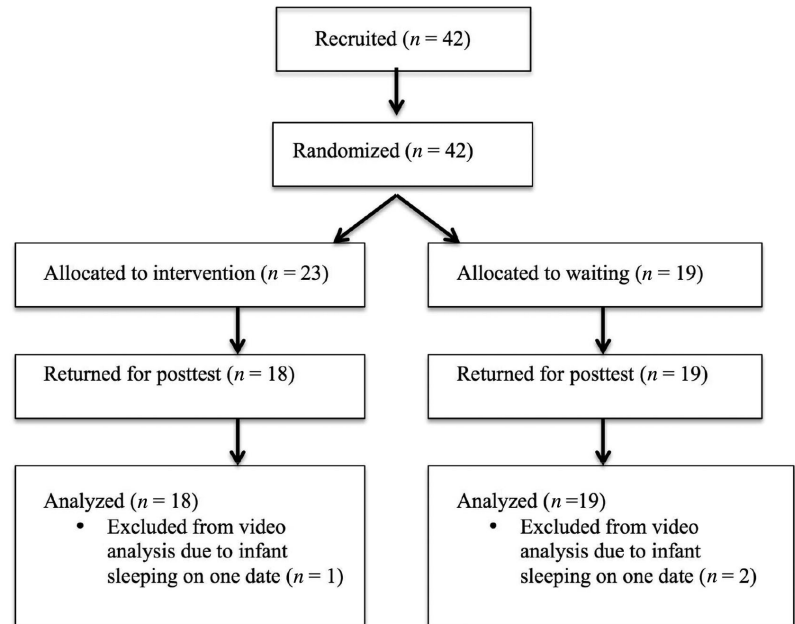 Recruited (n = 42)
Randomized (n = 42)
Allocated to intervention (n = 23)
Allocated to waiting (n = 19)
Returned for posttest (n = 18)
Returned for posttest (n = 19)
Analyzed (n = 18)
• Excluded from video
analysis due to infant
sleeping on one date (n = 1)
Analyzed (n =19)
• Excluded from video
analysis due to infant
sleeping on one date (n = 2)